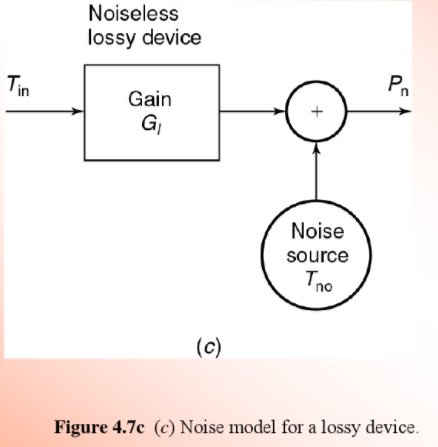 Noiseless
lossy device
T_in
Gain
G_l
+
P_n
Noise
source
T_no
(c)
Figure 4.7c (c) Noise model for a lossy device.